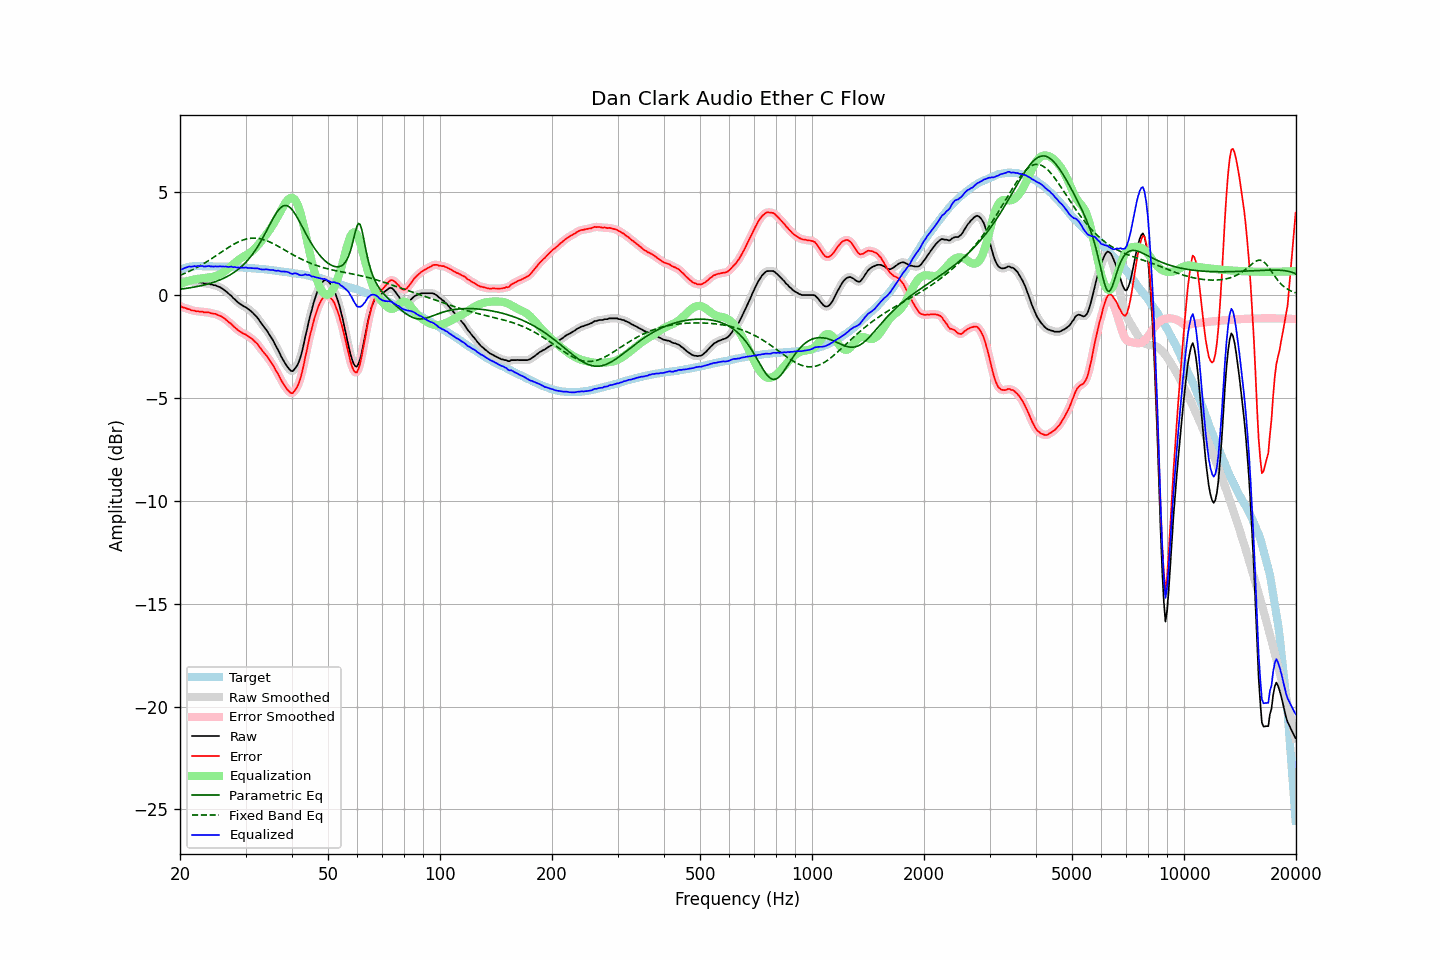 Dan Clark Audio Ether C Flow
Amplitude (dBr)
5
0
−5
−10
−15
−20
−25
Target
Raw Smoothed
Error Smoothed
Raw
Error
Equalization
Parametric Eq
Fixed Band Eq
Equalized
20 50 100 200 500 1000 2000 5000 10000 20000
Frequency (Hz)